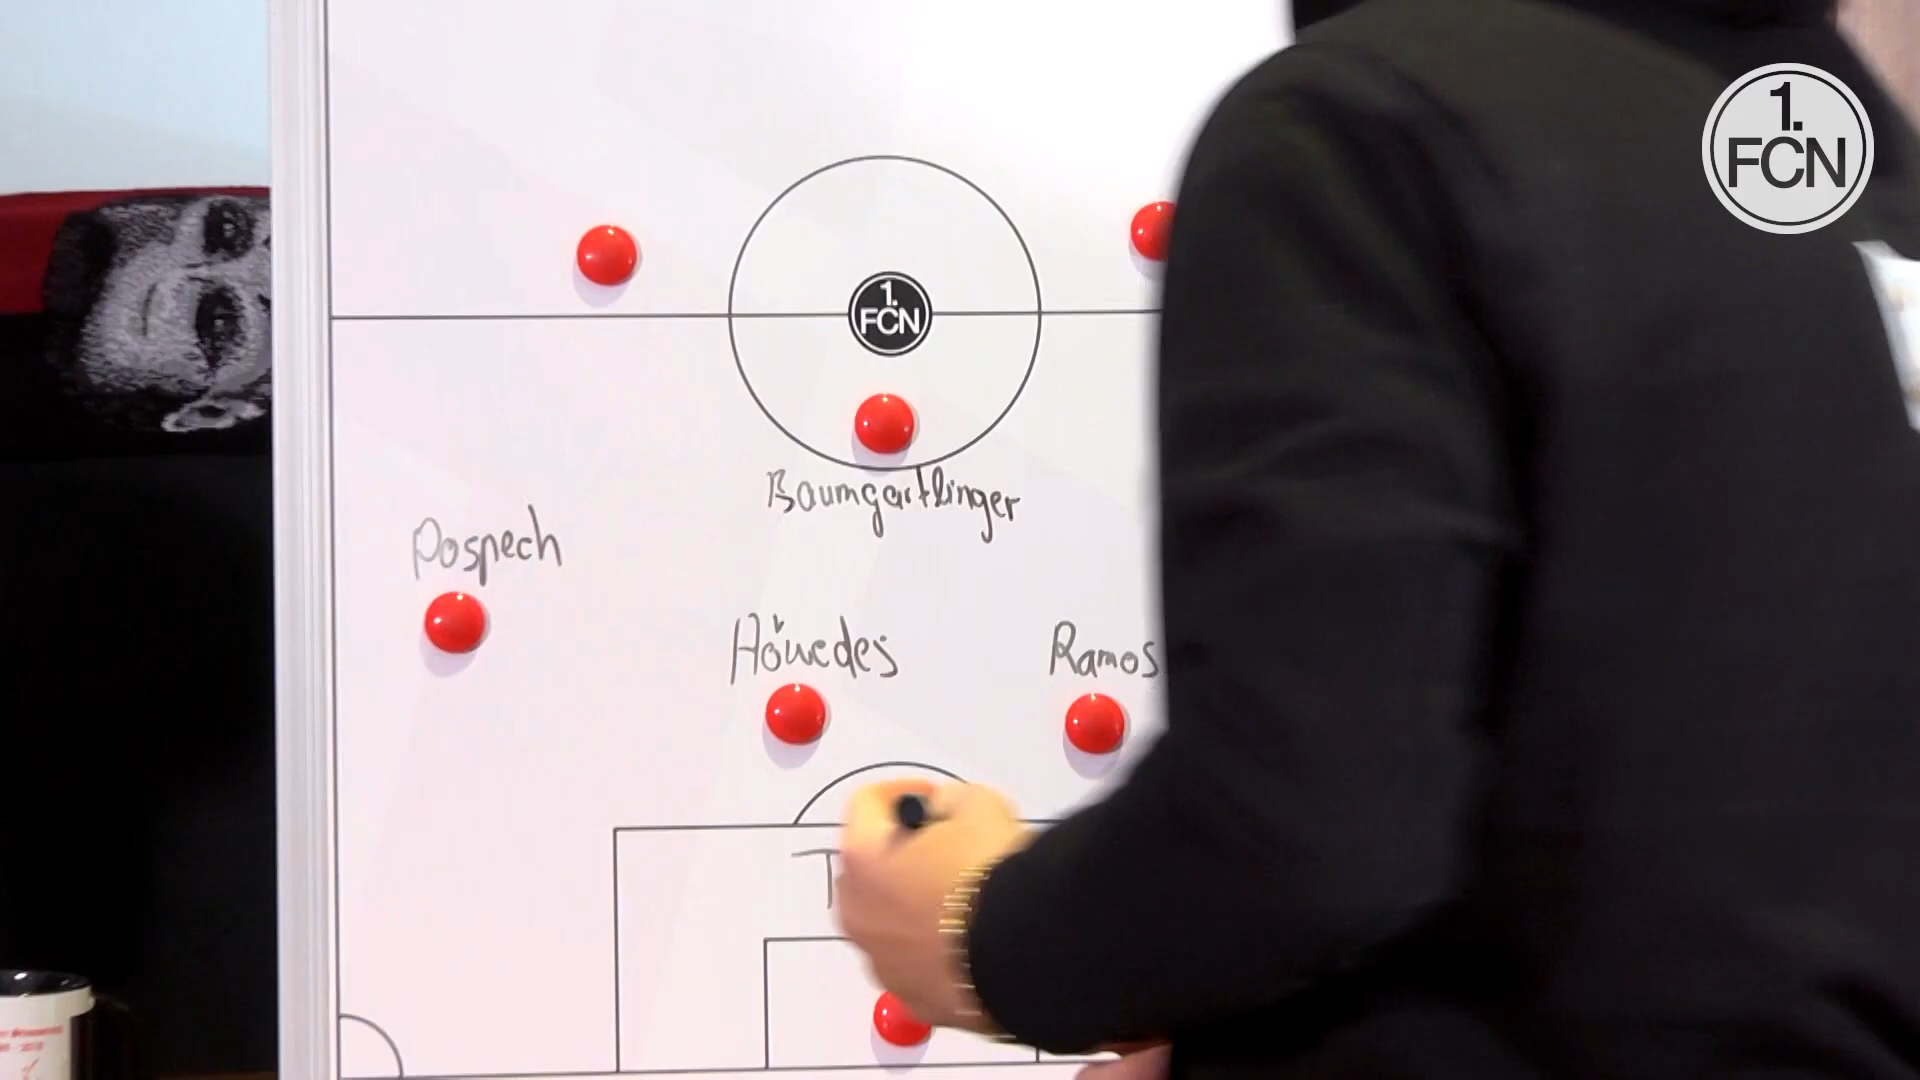 1.
FCN
1.
FCN
Baumgartlinger
Pospech
Höwedes
Ramos
T